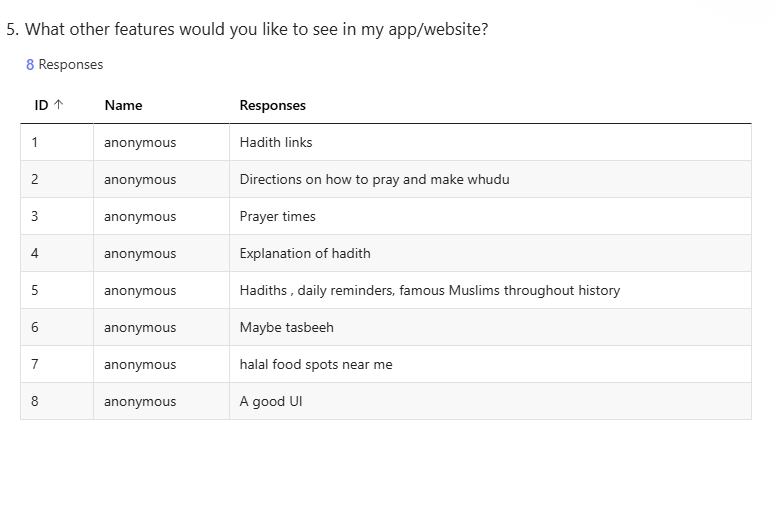 5. What other features would you like to see in my app/website?
8 Responses
ID ↑ Name Responses
1 anonymous Hadith links
2 anonymous Directions on how to pray and make whudu
3 anonymous Prayer times
4 anonymous Explanation of hadith
5 anonymous Hadiths , daily reminders, famous Muslims throughout history
6 anonymous Maybe tasbeeh
7 anonymous halal food spots near me
8 anonymous A good UI